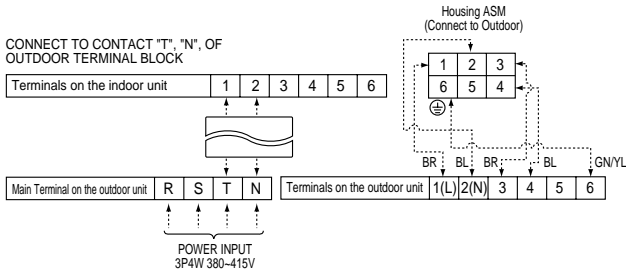 Housing ASM
(Connect to Outdoor)
CONNECT TO CONTACT "T", "N", OF
OUTDOOR TERMINAL BLOCK
1 2 3
6 5 4
Terminals on the indoor unit 1 2 3 4 5 6
BR BL BR BL GN/YL
Main Terminal on the outdoor unit R S T N
Terminals on the outdoor unit 1(L) 2(N) 3 4 5 6
POWER INPUT
3P4W 380~415V